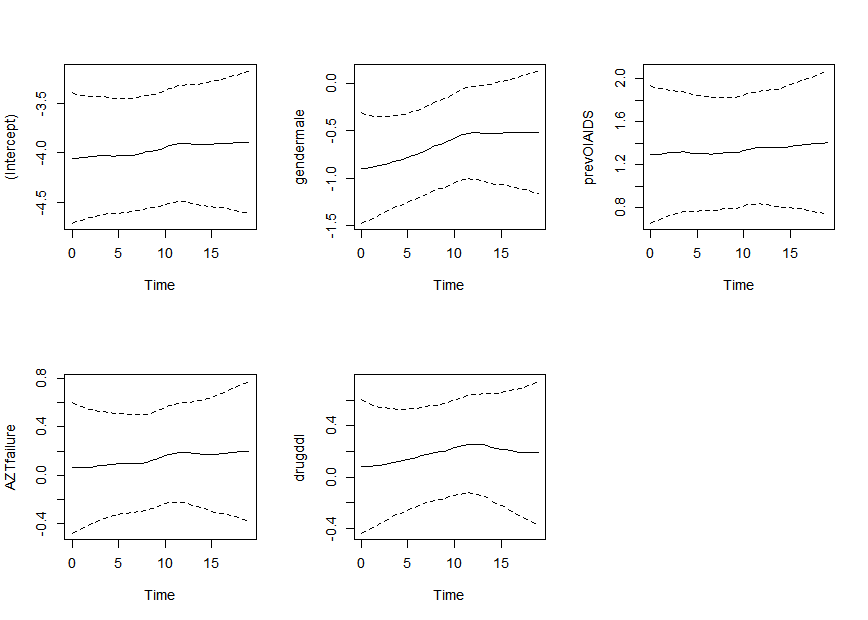 (Intercept)
-3.5
-4.0
-4.5
0 5 10 15
Time
gendermale
0.0
-0.5
-1.0
-1.5
0 5 10 15
Time
prevOIAIDS
2.0
1.6
1.2
0.8
0 5 10 15
Time
AZTfailure
0.8
0.4
0.0
-0.4
0 5 10 15
Time
drugddI
0.4
0.0
-0.4
0 5 10 15
Time